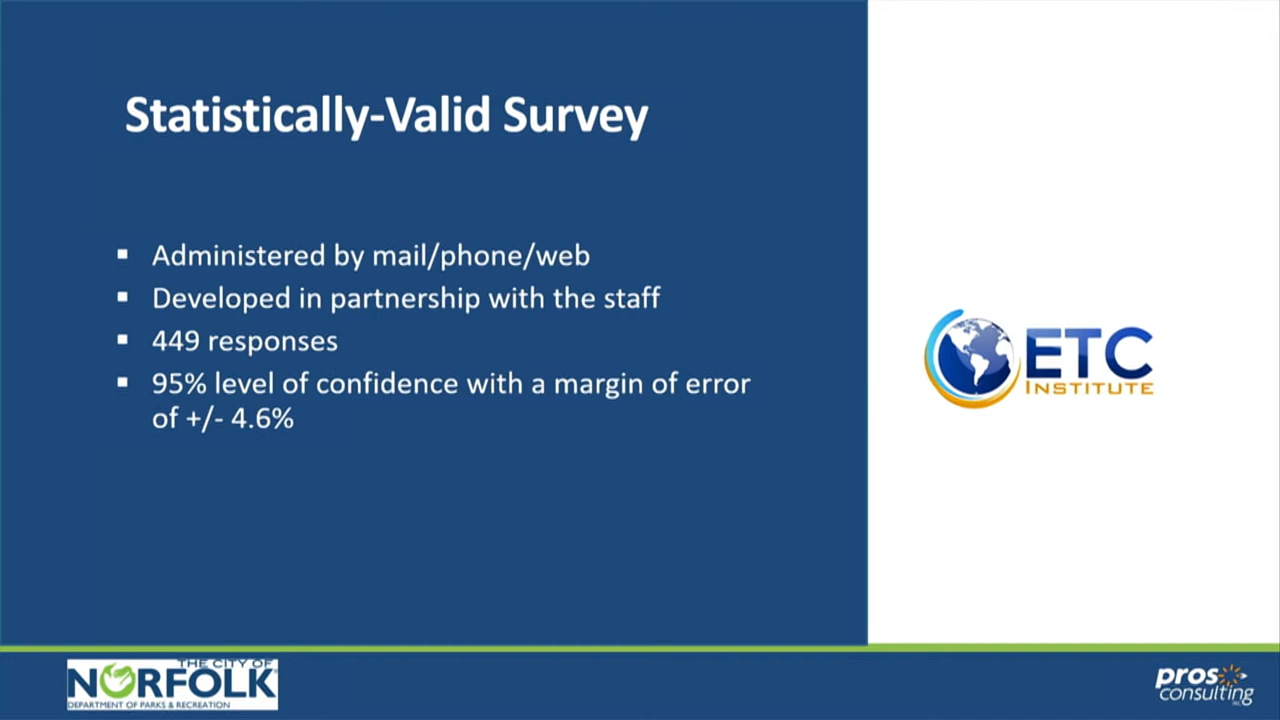 Statistically-Valid Survey
▪ Administered by mail/phone/web
▪ Developed in partnership with the staff
▪ 449 responses
▪ 95% level of confidence with a margin of error
of +/- 4.6%
ETC
INSTITUTE
THE CITY OF
NORFOLK
DEPARTMENT OF PARKS & RECREATION
pros
consulting
INC.